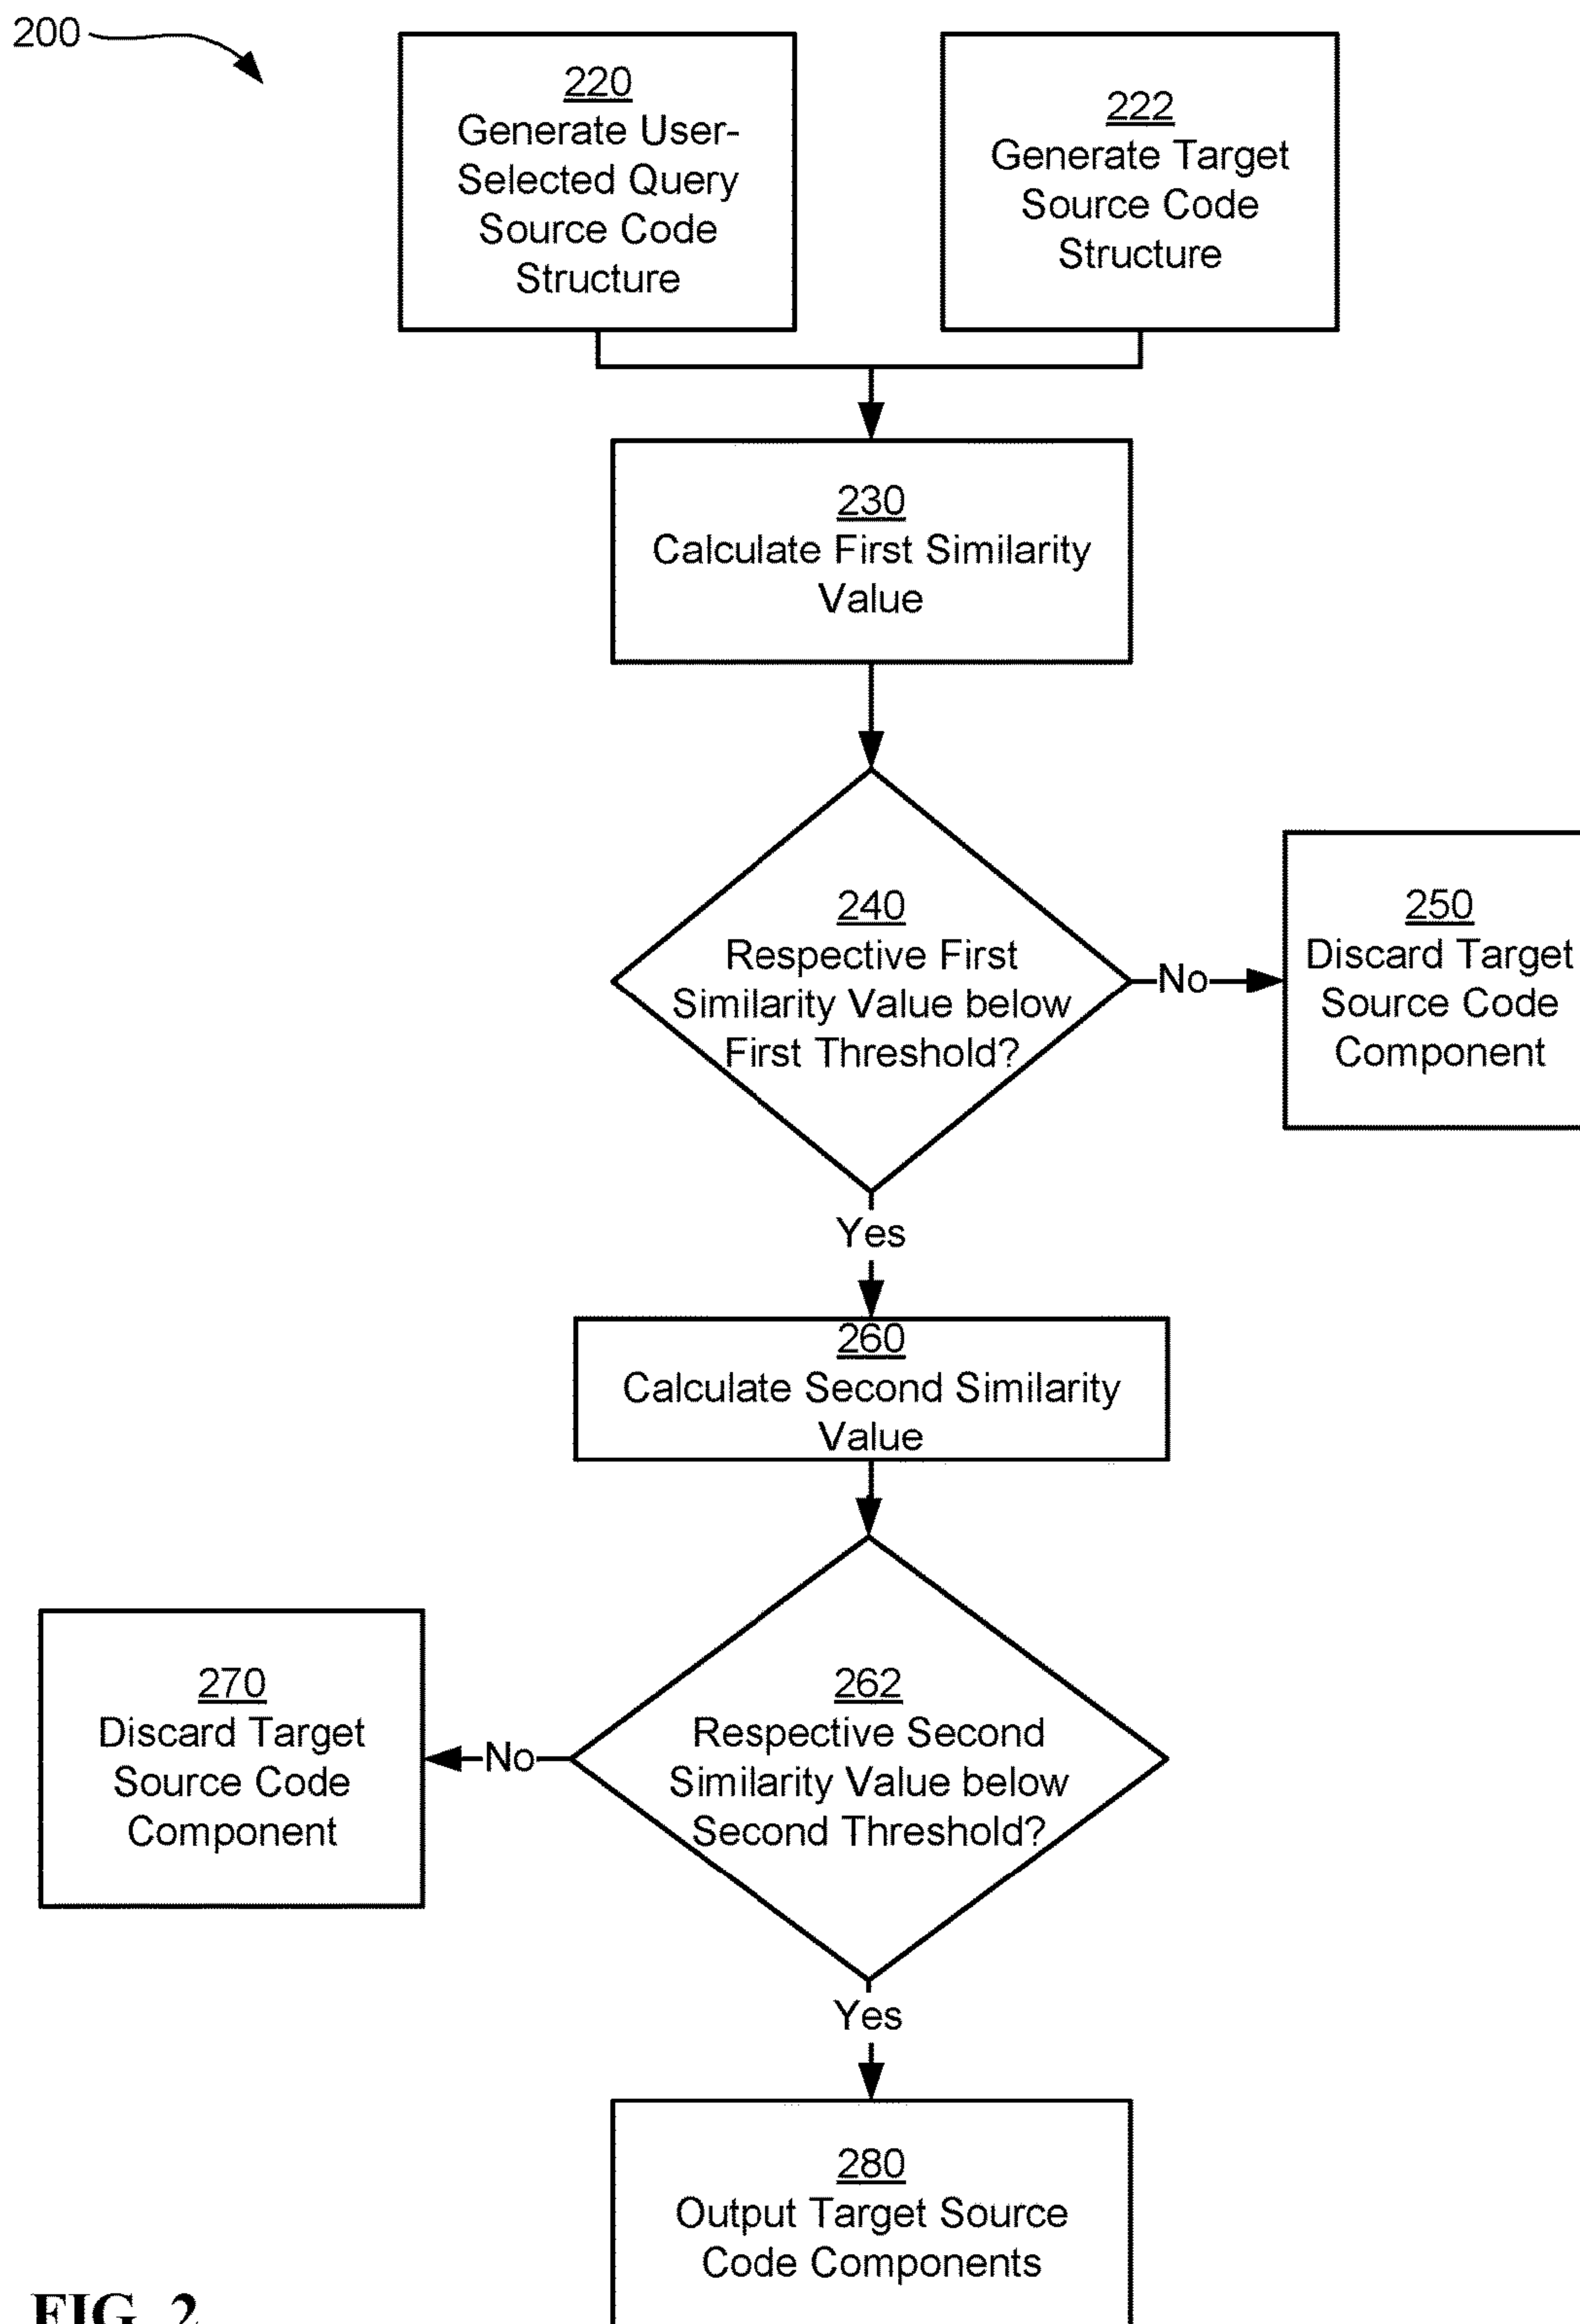 200
220
Generate User-
Selected Query
Source Code
Structure
222
Generate Target
Source Code
Structure
230
Calculate First Similarity
Value
240
Respective First
Similarity Value below
First Threshold?
No
250
Discard Target
Source Code
Component
Yes
260
Calculate Second Similarity
Value
262
Respective Second
Similarity Value below
Second Threshold?
No
270
Discard Target
Source Code
Component
Yes
280
Output Target Source
Code Components
FIG. 2